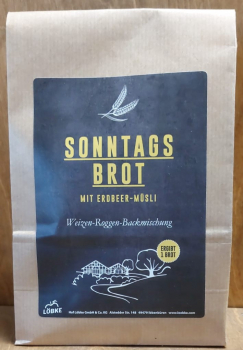 SONNTAGS
BROT
MIT ERDBEER-MÜSLI
Weizen-Roggen-Backmischung
ERGIBT
1 BROT
LÖBKE